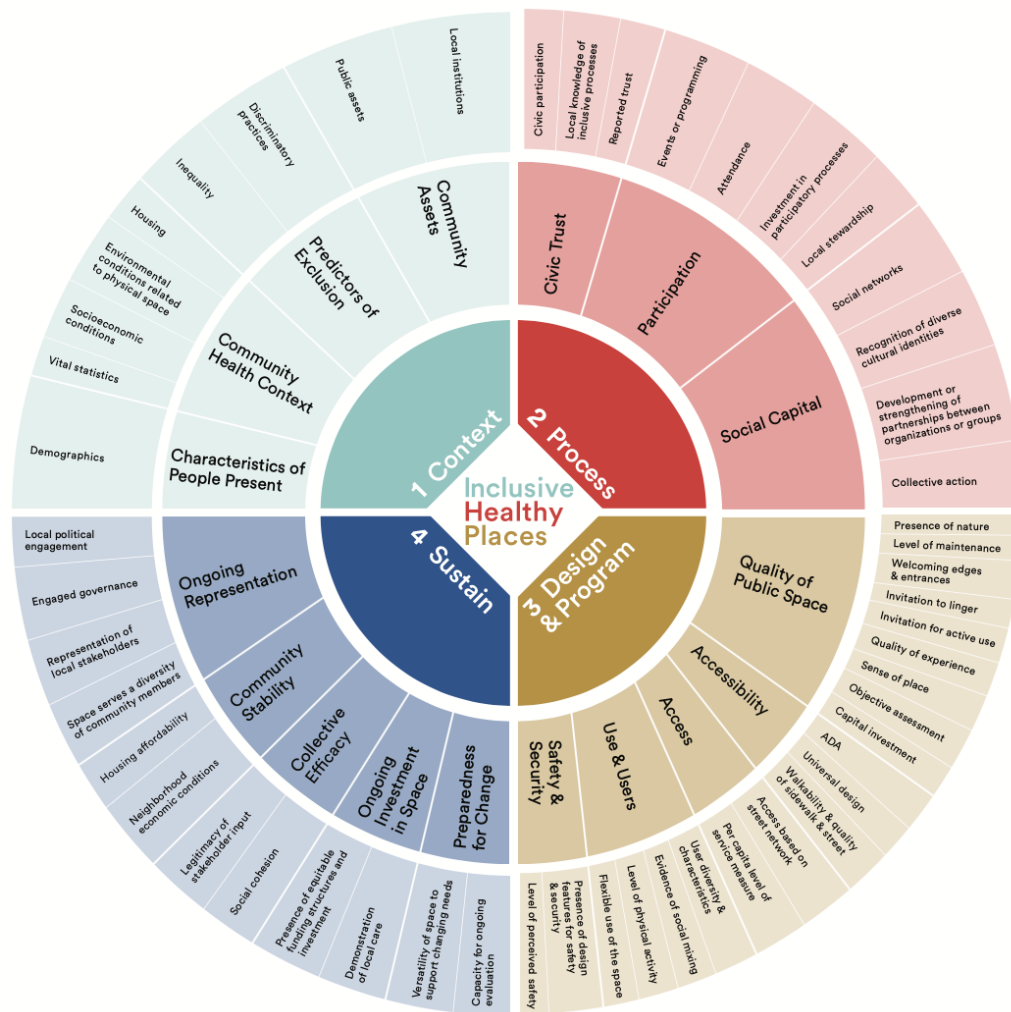 Inclusive
Healthy
Places
1 Context
Characteristics of
People Present
Demographics
Community
Health Context
Vital statistics
Socioeconomic
conditions
Environmental
conditions related
to physical space
Housing
Predictors of
Exclusion
Inequality
Discriminatory
practices
Community
Assets
Public assets
Local institutions
2 Process
Civic Trust
Civic participation
Local knowledge of
inclusive processes
Reported trust
Participation
Events or programming
Attendance
Investment in
participatory processes
Local stewardship
Social Capital
Social networks
Recognition of diverse
cultural identities
Development or
strengthening of
partnerships between
organizations or groups
Collective action
3 Design
& Program
Quality of
Public Space
Presence of nature
Level of maintenance
Welcoming edges
& entrances
Invitation to linger
Invitation for active use
Quality of experience
Sense of place
Objective assessment
Capital investment
Accessibility
ADA
Universal design
Walkability & quality
of sidewalk & street
Access
Access based on
street network
Per capita level of
service measure
Use & Users
User diversity &
characteristics
Evidence of social mixing
Level of physical activity
Flexible use of the space
Safety &
Security
Presence of design
features for safety
& security
Level of perceived safety
4 Sustain
Preparedness
for Change
Capacity for ongoing
evaluation
Versatility of space to
support changing needs
Ongoing
Investment
in Space
Demonstration
of local care
Presence of equitable
funding structures and
investment
Collective
Efficacy
Social cohesion
Legitimacy of
stakeholder input
Community
Stability
Neighborhood
economic conditions
Housing affordability
Ongoing
Representation
Space serves a diversity
of community members
Representation of
local stakeholders
Engaged governance
Local political
engagement